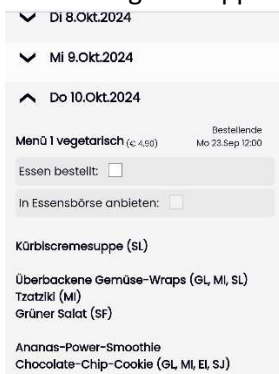 Di 8.Okt.2024
Mi 9.Okt.2024
Do 10.Okt.2024
Bestellende
Menü 1 vegetarisch (€ 4,90) Mo 23.Sep 12:00
Essen bestellt:
In Essensbörse anbieten:
Kürbiscremesuppe (SL)
Überbackene Gemüse-Wraps (GL, MI, SL)
Tzatziki (MI)
Grüner Salat (SF)
Ananas-Power-Smoothie
Chocolate-Chip-Cookie (GL, MI, EI, SJ)